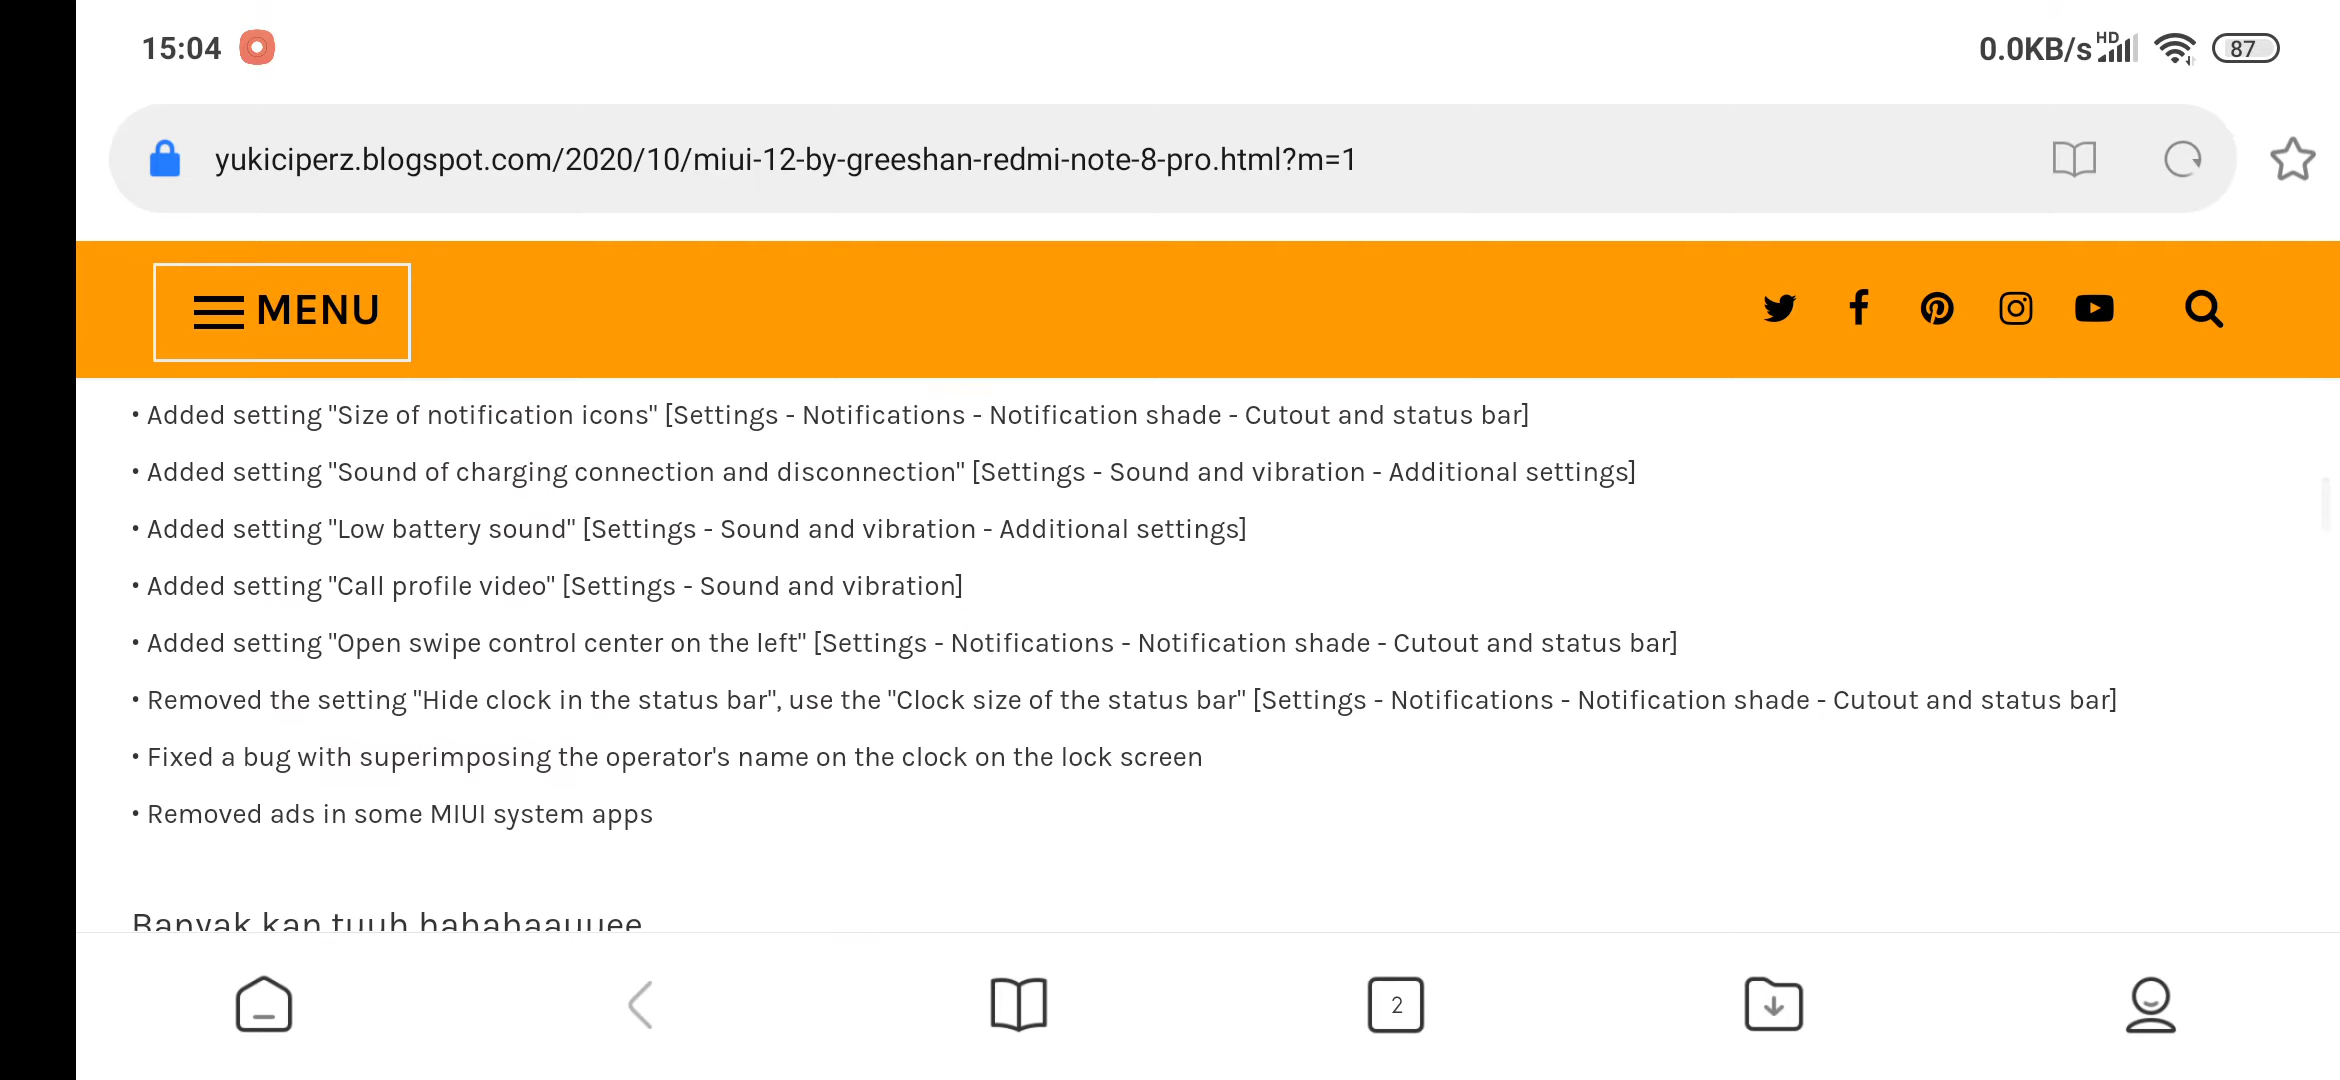 15:04
0.0KB/s HD 87
yukiciperz.blogspot.com/2020/10/miui-12-by-greeshan-redmi-note-8-pro.html?m=1
MENU
• Added setting "Size of notification icons" [Settings - Notifications - Notification shade - Cutout and status bar]
• Added setting "Sound of charging connection and disconnection" [Settings - Sound and vibration - Additional settings]
• Added setting "Low battery sound" [Settings - Sound and vibration - Additional settings]
• Added setting "Call profile video" [Settings - Sound and vibration]
• Added setting "Open swipe control center on the left" [Settings - Notifications - Notification shade - Cutout and status bar]
• Removed the setting "Hide clock in the status bar", use the "Clock size of the status bar" [Settings - Notifications - Notification shade - Cutout and status bar]
• Fixed a bug with superimposing the operator's name on the clock on the lock screen
• Removed ads in some MIUI system apps
Banyak kan tuuh
2